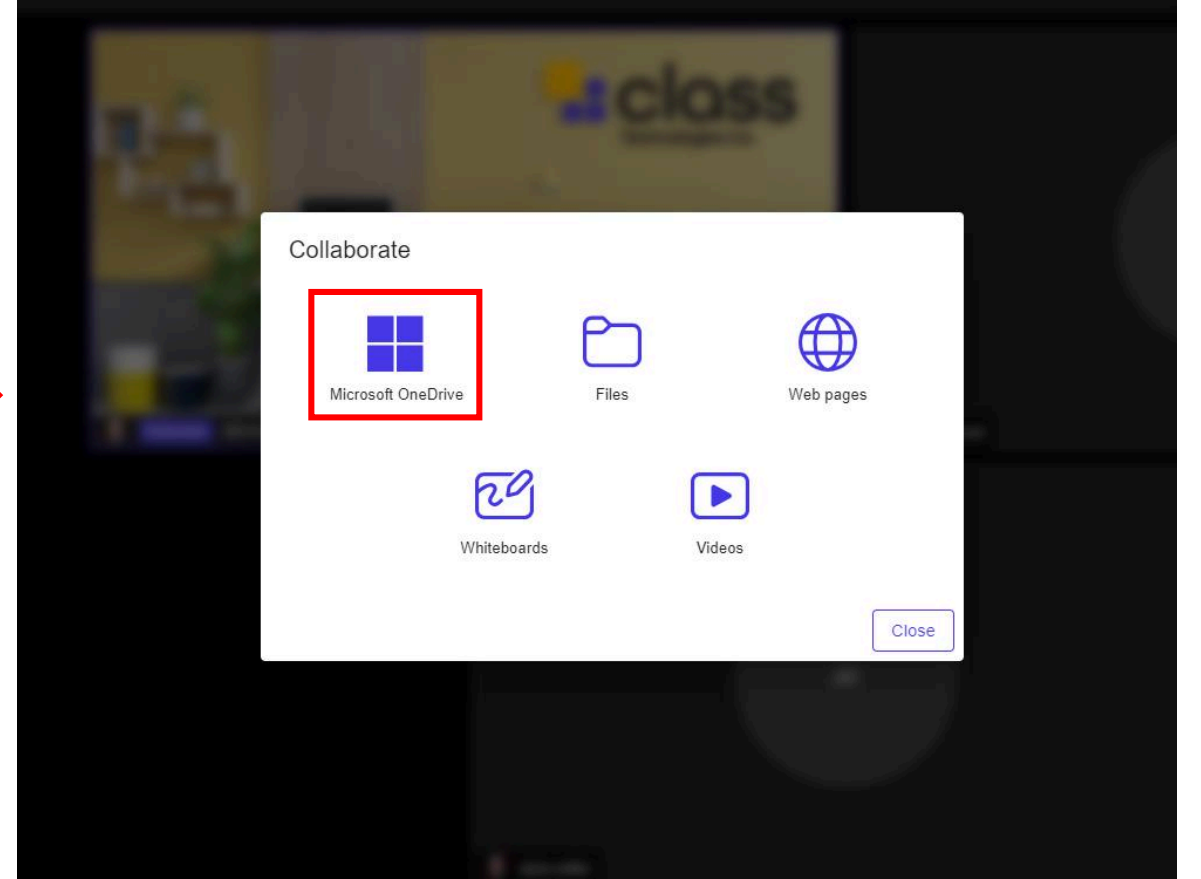 class
Collaborate
Microsoft OneDrive
Files
Web pages
Whiteboards
Videos
Close